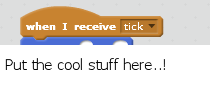 when I receive tick
Put the cool stuff here..!